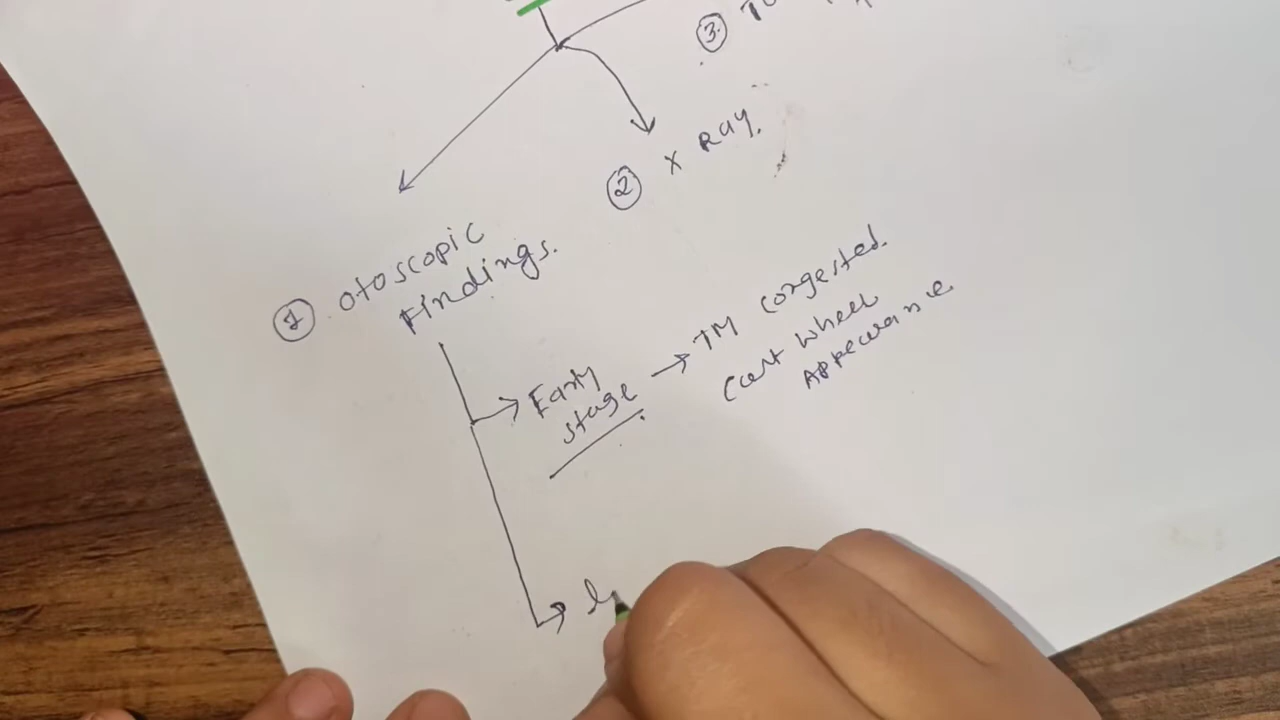 ③
② X Ray.
① Otoscopic
Findings.
Early
stage
TM congested
Cart wheel
Appearance